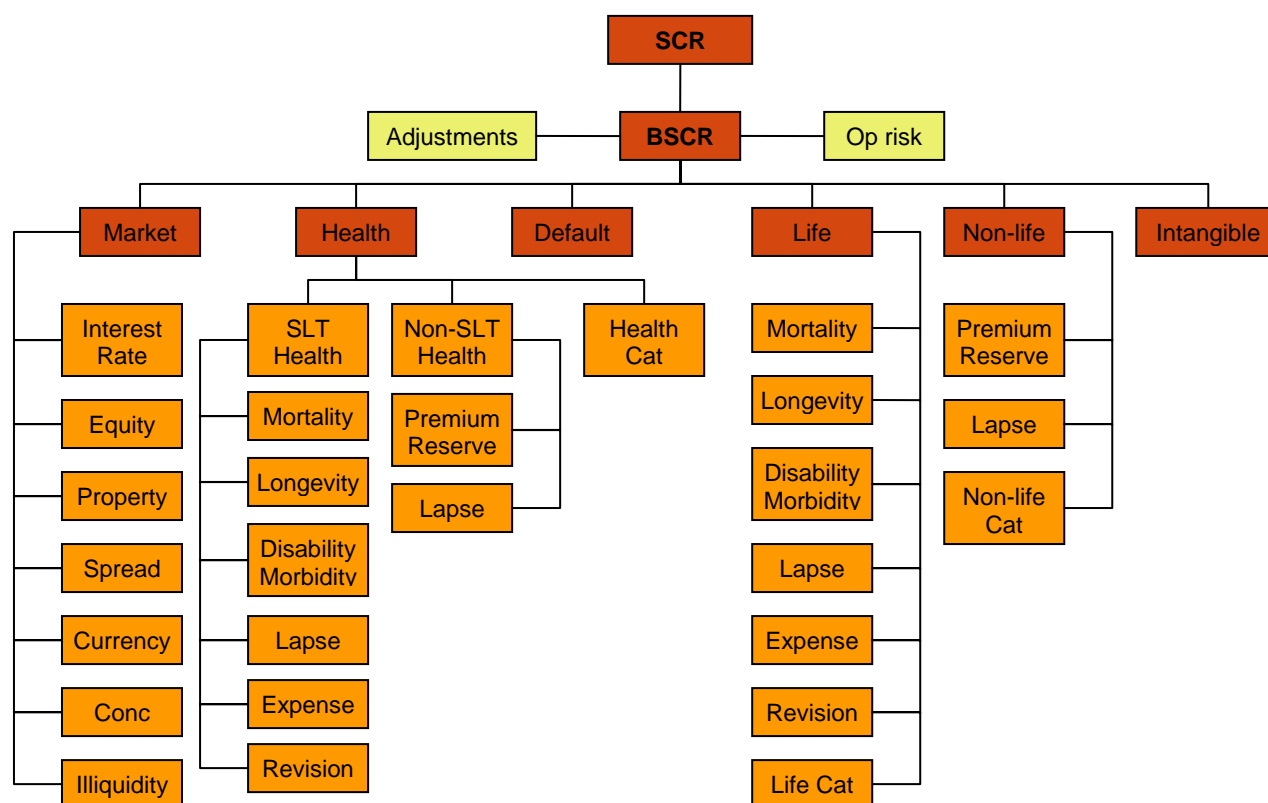 SCR
Adjustments
BSCR
Op risk
Market
Health
Default
Life
Non-life
Intangible
Interest
Rate
Equity
Property
Spread
Currency
Conc
Illiquidity
SLT
Health
Mortality
Longevity
Disability
Morbidity
Lapse
Expense
Revision
Non-SLT
Health
Premium
Reserve
Lapse
Health
Cat
Mortality
Longevity
Disability
Morbidity
Lapse
Expense
Revision
Life Cat
Premium
Reserve
Lapse
Non-life
Cat